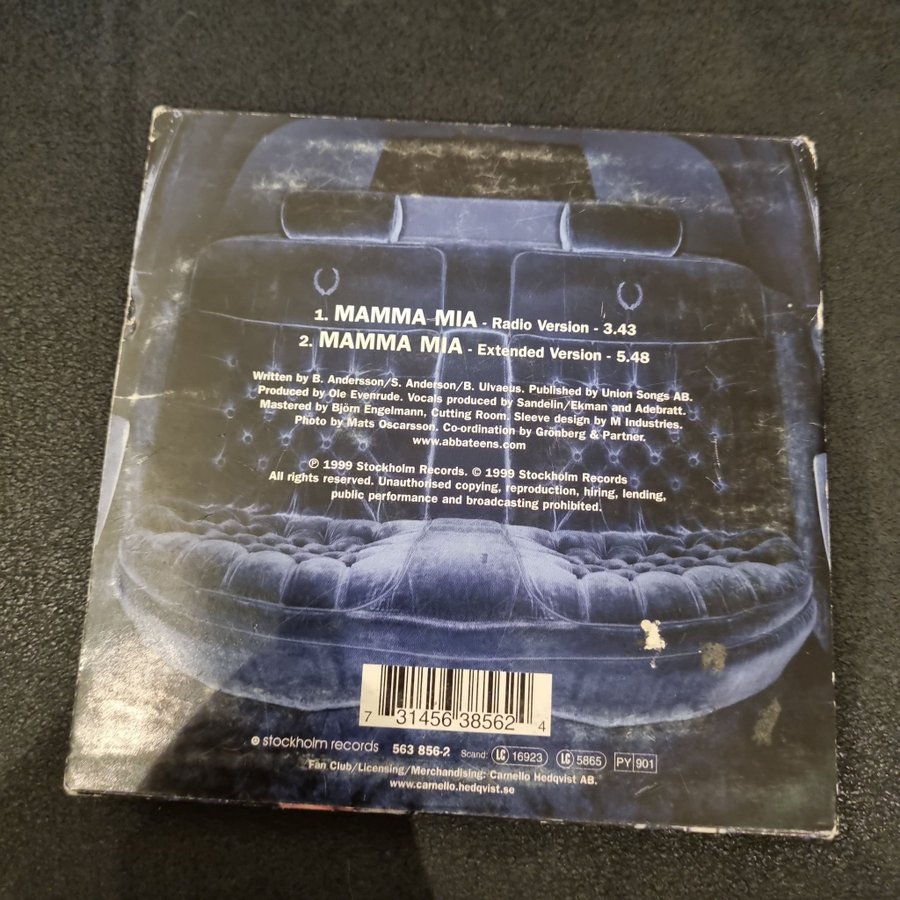 1. MAMMA MIA - Radio Version - 3.43
2. MAMMA MIA - Extended Version - 5.48
Written by B. Andersson/S. Anderson/B. Ulvaeus. Published by Union Songs AB.
Produced by Ole Evenrude. Vocals produced by Sandelin/Ekman and Adebratt.
Mastered by Björn Engelmann, Cutting Room. Sleeve design by M Industries.
Photo by Mats Oscarsson. Co-ordination by Grönberg & Partner.
www.abbateens.com
℗ 1999 Stockholm Records. © 1999 Stockholm Records
All rights reserved. Unauthorised copying, reproduction, hiring, lending,
public performance and broadcasting prohibited.
7 31456 38562 4
stockholm records 563 856-2 Scand: LC 16923 LC 5865 PY 901
Fan Club/Licensing/Merchandising: Carnello Hedqvist AB.
www.carnello.hedqvist.se